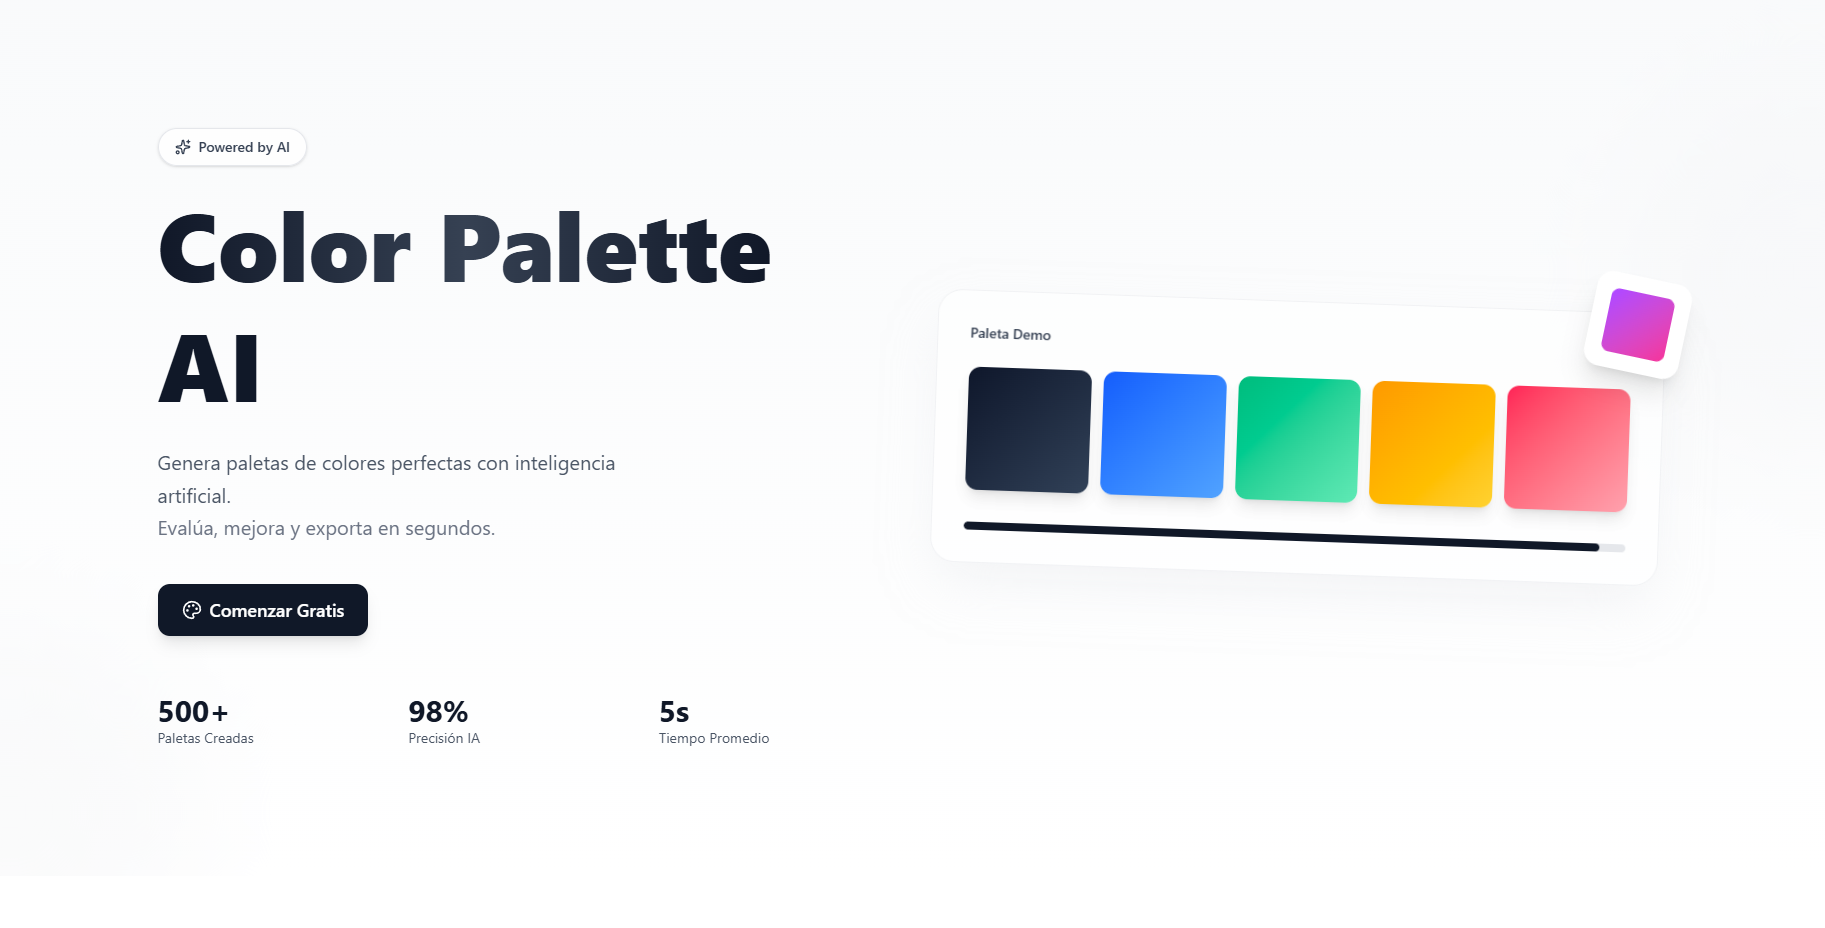 Powered by AI
Color Palette
AI
Genera paletas de colores perfectas con inteligencia
artificial.
Evalúa, mejora y exporta en segundos.
Comenzar Gratis
500+
Paletas Creadas
98%
Precisión IA
5s
Tiempo Promedio
Paleta Demo